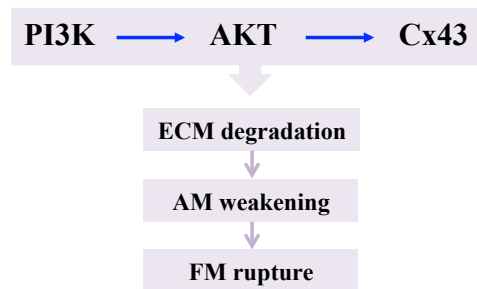 PI3K AKT Cx43
ECM degradation
AM weakening
FM rupture